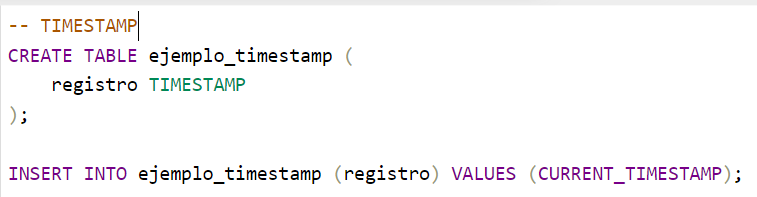 -- TIMESTAMP
CREATE TABLE ejemplo_timestamp (
    registro TIMESTAMP
);
INSERT INTO ejemplo_timestamp (registro) VALUES (CURRENT_TIMESTAMP);